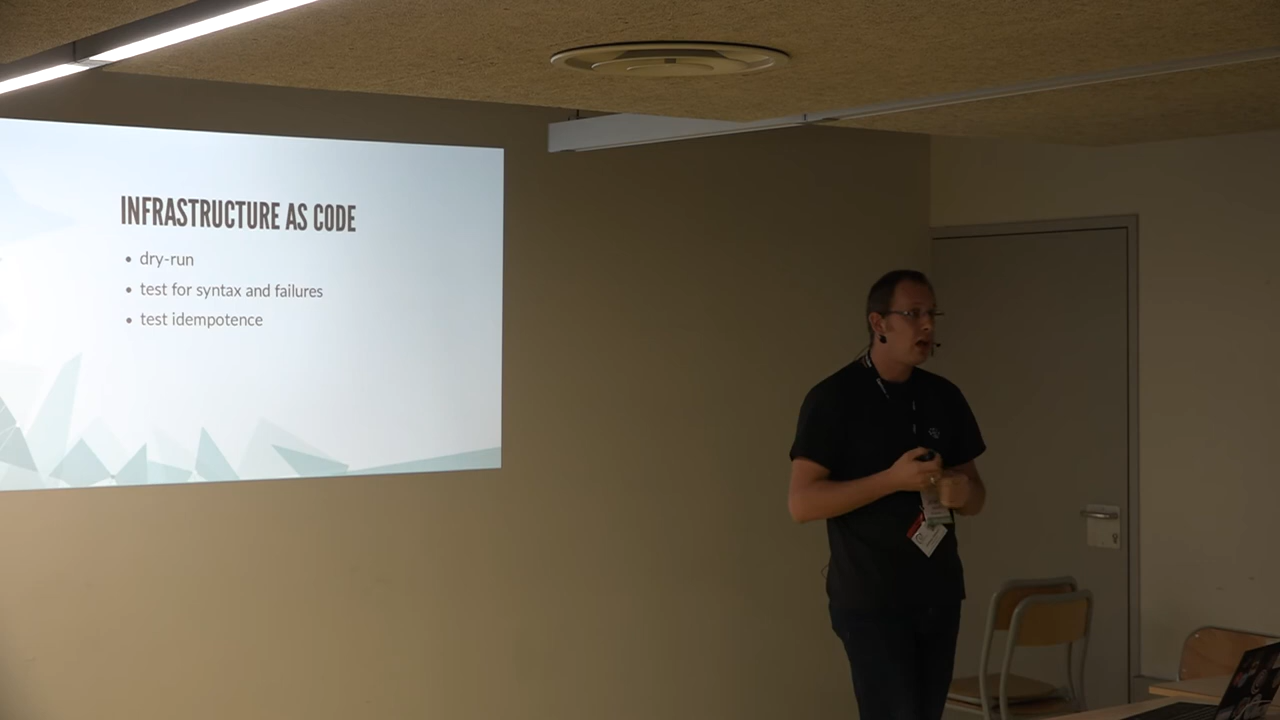 INFRASTRUCTURE AS CODE
• dry-run
• test for syntax and failures
• test idempotence